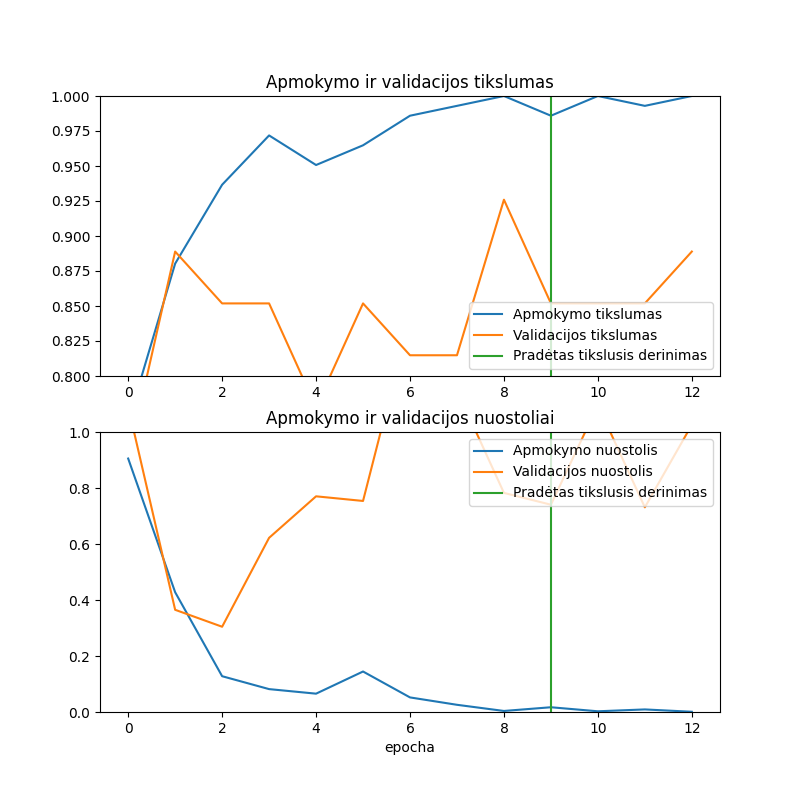 Apmokymo ir validacijos tikslumas
1.000
0.975
0.950
0.925
0.900
0.875
0.850
0.825
0.800
Apmokymo tikslumas
Validacijos tikslumas
Pradėtas tikslusis derinimas
0 2 4 6 8 10 12
Apmokymo ir validacijos nuostoliai
1.0
0.8
0.6
0.4
0.2
0.0
Apmokymo nuostolis
Validacijos nuostolis
Pradėtas tikslusis derinimas
0 2 4 6 8 10 12
epocha